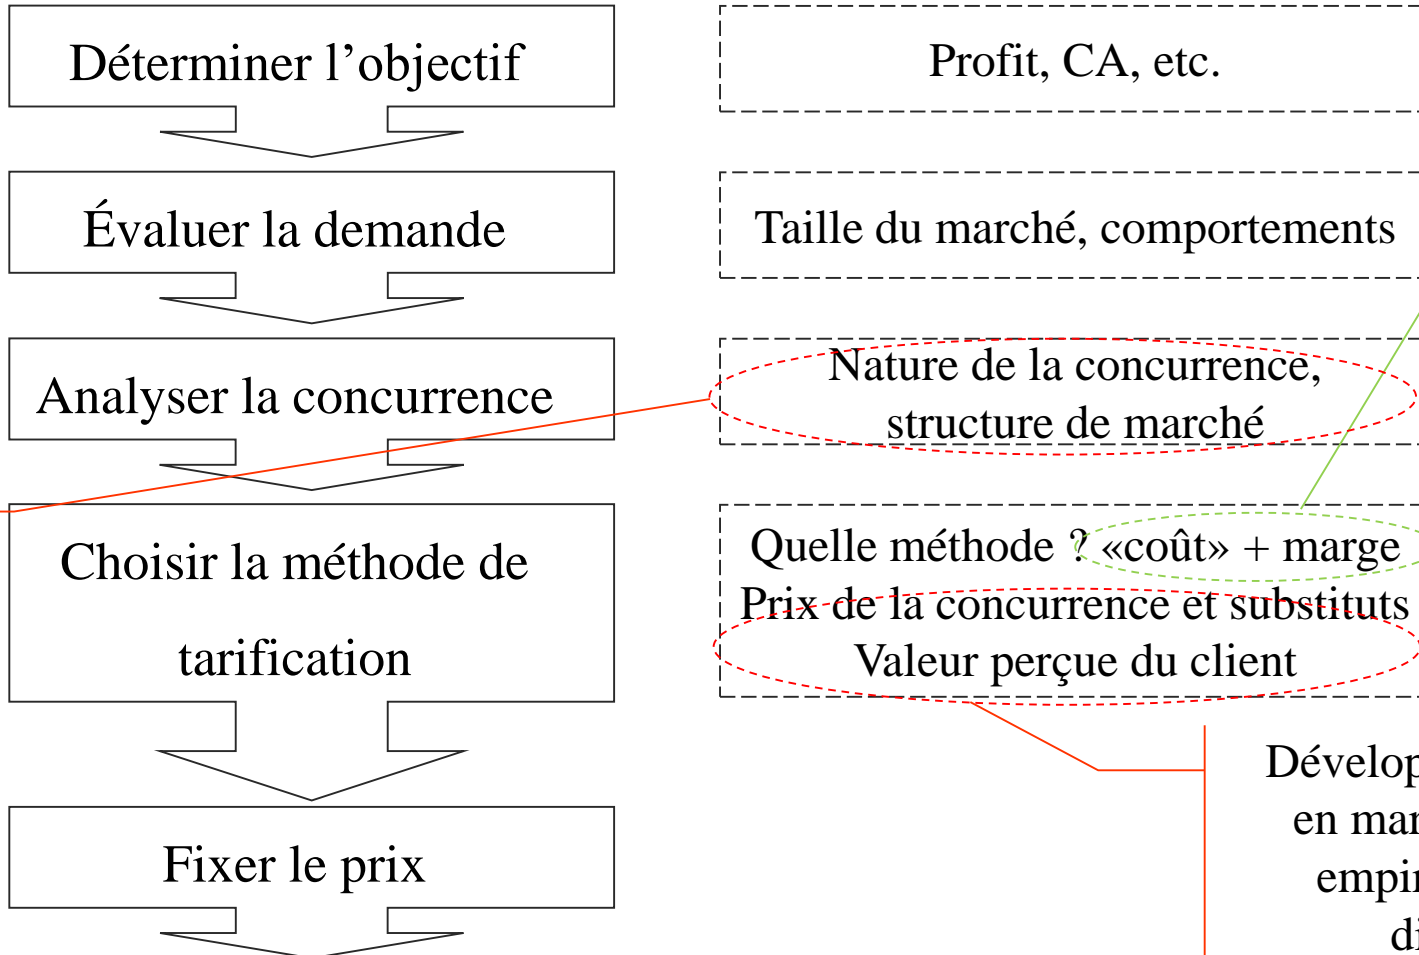 Déterminer l’objectif
Profit, CA, etc.
Évaluer la demande
Taille du marché, comportements
Analyser la concurrence
Nature de la concurrence,
structure de marché
Choisir la méthode de
tarification
Quelle méthode ? «coût» + marge
Prix de la concurrence et substituts
Valeur perçue du client
Fixer le prix
en